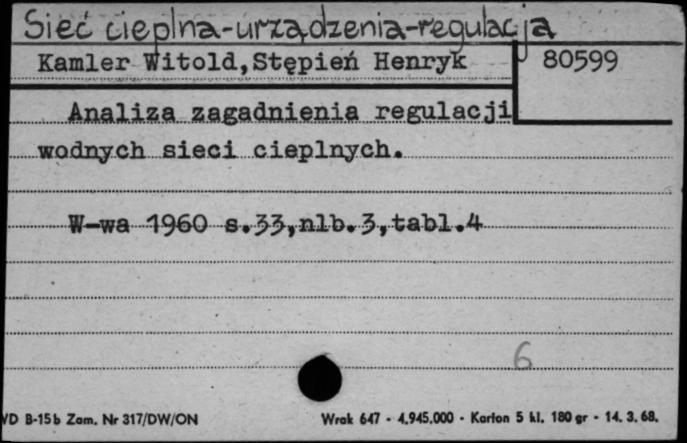 Sieć cieplna-urządzenia-regulacja
Kamler Witold,Stępień Henryk 80599
Analiza zagadnienia regulacji
wodnych sieci cieplnych.
W-wa 1960 s.33,nlb.3,tabl.4
6
VD B-15b Zam. Nr 317/DW/ON Wrak 647 - 4.945.000 - Karton 5 kl. 180 gr - 14. 3. 68.